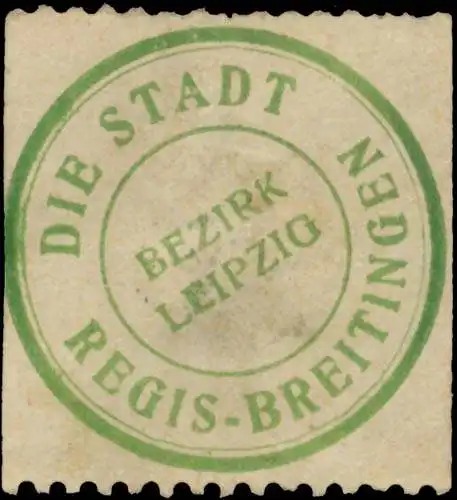 DIE STADT
REGIS-BREITINGEN
BEZIRK
LEIPZIG